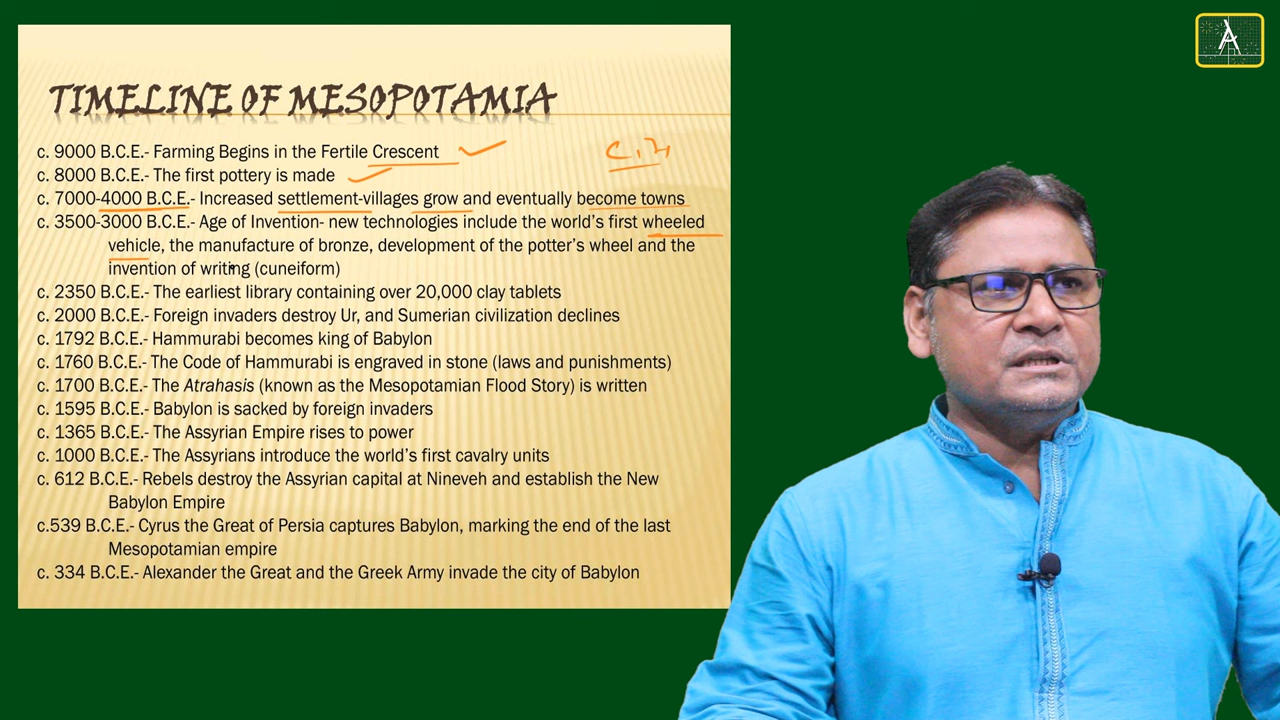 TIMELINE OF MESOPOTAMIA
c. 9000 B.C.E.- Farming Begins in the Fertile Crescent
c. 8000 B.C.E.- The first pottery is made
c. 7000-4000 B.C.E.- Increased settlement-villages grow and eventually become towns
c. 3500-3000 B.C.E.- Age of Invention- new technologies include the world's first wheeled
vehicle, the manufacture of bronze, development of the potter's wheel and the
invention of writing (cuneiform)
c. 2350 B.C.E.- The earliest library containing over 20,000 clay tablets
c. 2000 B.C.E.- Foreign invaders destroy Ur, and Sumerian civilization declines
c. 1792 B.C.E.- Hammurabi becomes king of Babylon
c. 1760 B.C.E.- The Code of Hammurabi is engraved in stone (laws and punishments)
c. 1700 B.C.E.- The Atrahasis (known as the Mesopotamian Flood Story) is written
c. 1595 B.C.E.- Babylon is sacked by foreign invaders
c. 1365 B.C.E.- The Assyrian Empire rises to power
c. 1000 B.C.E.- The Assyrians introduce the world's first cavalry units
c. 612 B.C.E.- Rebels destroy the Assyrian capital at Nineveh and establish the New
Babylon Empire
c.539 B.C.E.- Cyrus the Great of Persia captures Babylon, marking the end of the last
Mesopotamian empire
c. 334 B.C.E.- Alexander the Great and the Greek Army invade the city of Babylon
A